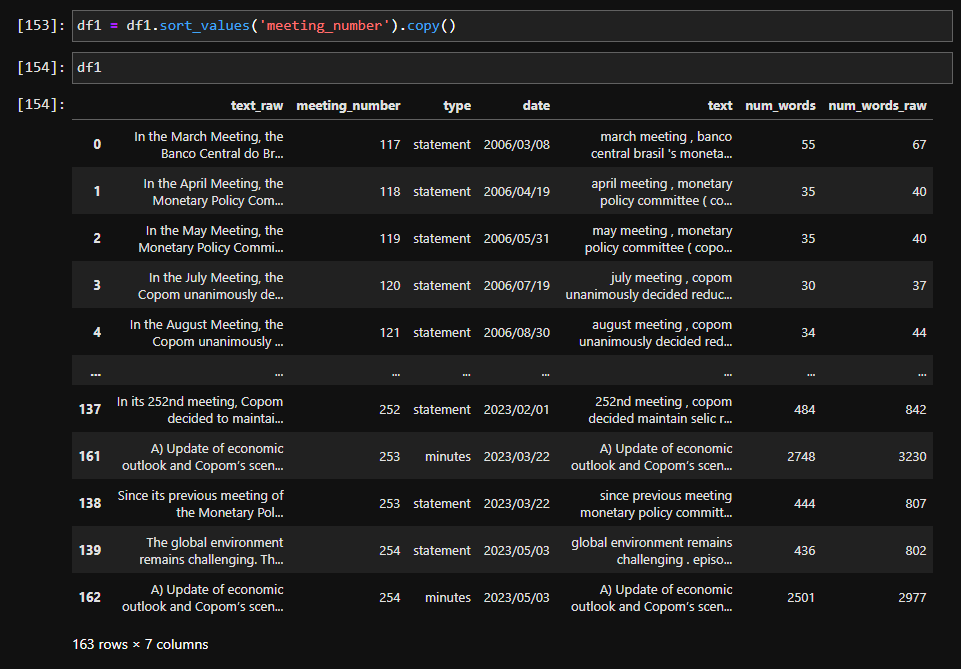 [153]: df1 = df1.sort_values('meeting_number').copy()
[154]: df1
[154]:
text_raw meeting_number type date text num_words num_words_raw
0 In the March Meeting, the Banco Central do Br... 117 statement 2006/03/08 march meeting , banco central brasil 's moneta... 55 67
1 In the April Meeting, the Monetary Policy Com... 118 statement 2006/04/19 april meeting , monetary policy committee ( co... 35 40
2 In the May Meeting, the Monetary Policy Commi... 119 statement 2006/05/31 may meeting , monetary policy committee ( copo... 35 40
3 In the July Meeting, the Copom unanimously de... 120 statement 2006/07/19 july meeting , copom unanimously decided reduc... 30 37
4 In the August Meeting, the Copom unanimously ... 121 statement 2006/08/30 august meeting , copom unanimously decided red... 34 44
... ... ... ... ... ... ... ...
137 In its 252nd meeting, Copom decided to maintai... 252 statement 2023/02/01 252nd meeting , copom decided maintain selic r... 484 842
161 A) Update of economic outlook and Copom’s scen... 253 minutes 2023/03/22 A) Update of economic outlook and Copom’s scen... 2748 3230
138 Since its previous meeting of the Monetary Pol... 253 statement 2023/03/22 since previous meeting monetary policy committ... 444 807
139 The global environment remains challenging. Th... 254 statement 2023/05/03 global environment remains challenging . episo... 436 802
162 A) Update of economic outlook and Copom’s scen... 254 minutes 2023/05/03 A) Update of economic outlook and Copom’s scen... 2501 2977
163 rows × 7 columns